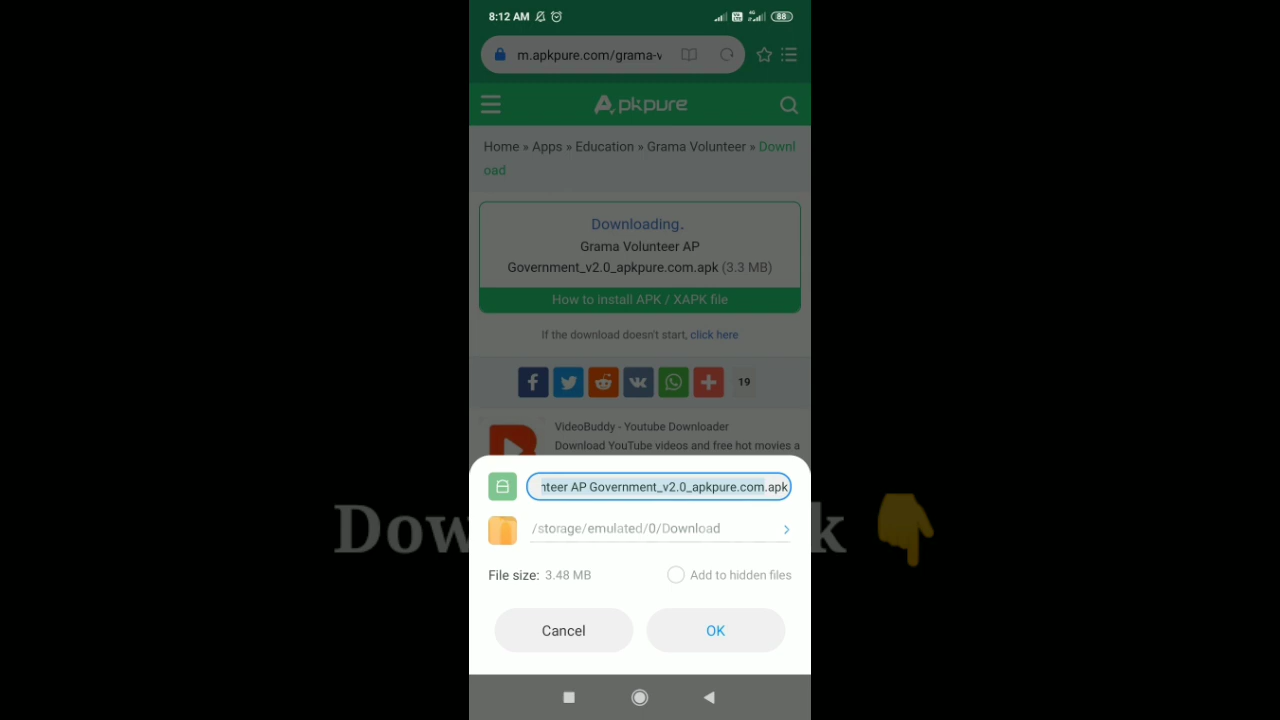 8:12 AM
88
m.apkpure.com/grama-v
Apkpure
Home » Apps » Education » Grama Volunteer » Downl
oad
Downloading.
Grama Volunteer AP
Government_v2.0_apkpure.com.apk (3.3 MB)
How to install APK / XAPK file
If the download doesn't start, click here
19
VideoBuddy - Youtube Downloader
Download YouTube videos and free hot movies a
nteer AP Government_v2.0_apkpure.com.apk
Dow k 👇
/storage/emulated/0/Download
File size: 3.48 MB
Add to hidden files
Cancel
OK